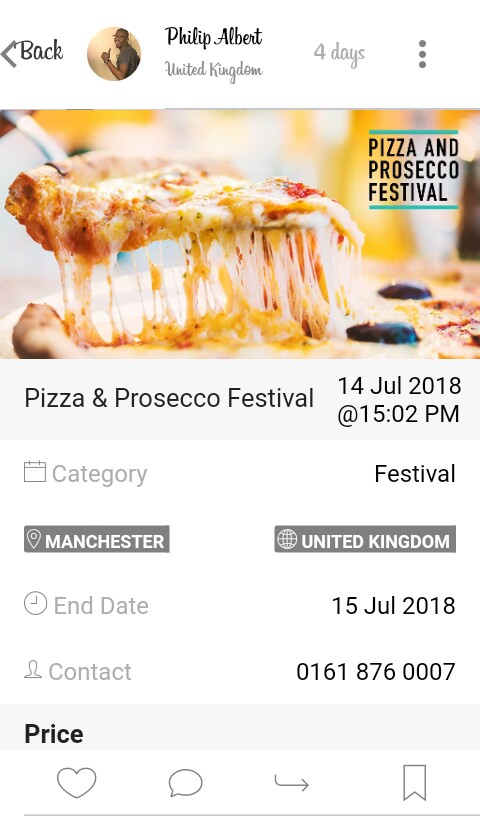 Back
Philip Albert
United Kingdom
4 days
PIZZA AND
PROSECCO
FESTIVAL
Pizza & Prosecco Festival
14 Jul 2018
@15:02 PM
Category
Festival
MANCHESTER
UNITED KINGDOM
End Date
15 Jul 2018
Contact
0161 876 0007
Price